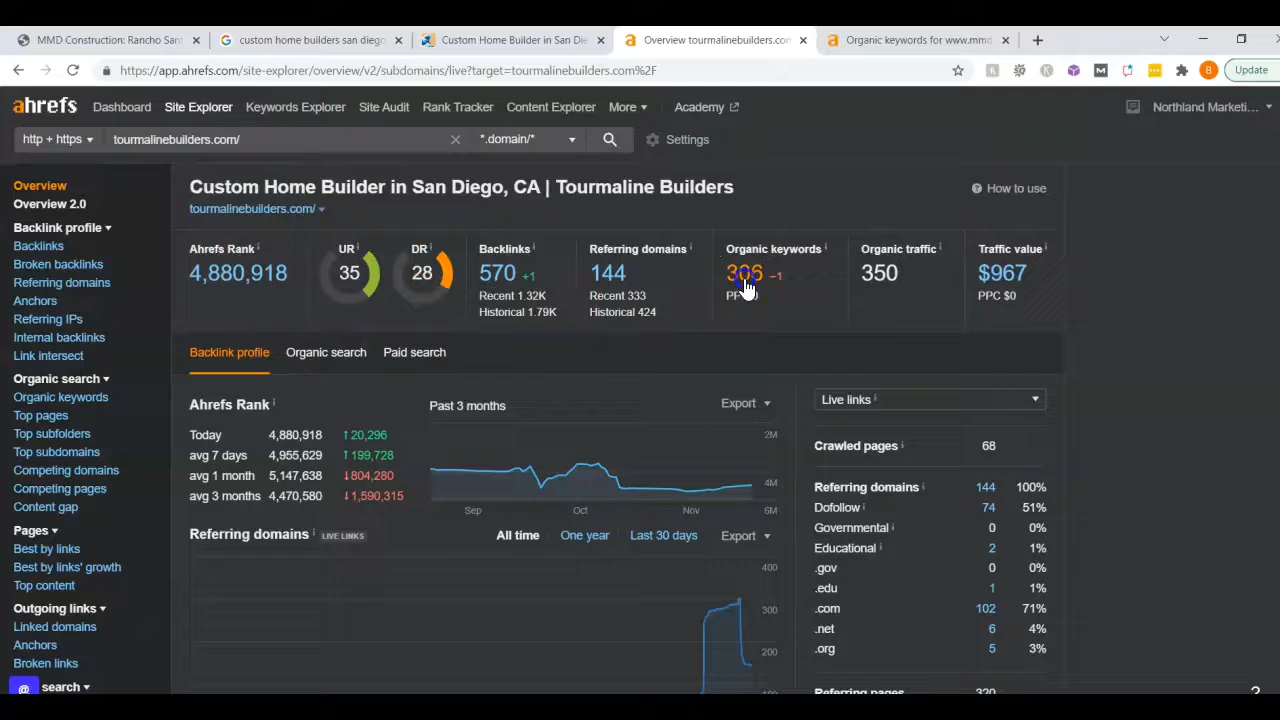 MMD Construction: Rancho Sant
custom home builders san diego
Custom Home Builder in San Die
Overview tourmalinebuilders.com
Organic keywords for www.mmd
https://app.ahrefs.com/site-explorer/overview/v2/subdomains/live?target=tourmalinebuilders.com%2F
Update
ahrefs Dashboard Site Explorer Keywords Explorer Site Audit Rank Tracker Content Explorer More Academy Northland Marketi...
http + https tourmalinebuilders.com/ *.domain/* Settings
Overview
Overview 2.0
Backlink profile
Backlinks
Broken backlinks
Referring domains
Anchors
Referring IPs
Internal backlinks
Link intersect
Organic search
Organic keywords
Top pages
Top subfolders
Top subdomains
Competing domains
Competing pages
Content gap
Pages
Best by links
Best by links' growth
Top content
Outgoing links
Linked domains
Anchors
Broken links
search
Custom Home Builder in San Diego, CA | Tourmaline Builders
How to use
tourmalinebuilders.com/
Ahrefs Rank
4,880,918
UR
35
DR
28
Backlinks
570 +1
Recent 1.32K
Historical 1.79K
Referring domains
144
Recent 333
Historical 424
Organic keywords
306 −1
Organic traffic
350
Traffic value
$967
PPC $0
Backlink profile Organic search Paid search
Ahrefs Rank
Today 4,880,918 ↑20,296
avg 7 days 4,955,629 ↑199,728
avg 1 month 5,147,638 ↓804,280
avg 3 months 4,470,580 ↓1,590,315
Past 3 months
Export
2M
4M
6M
Sep Oct Nov
Referring domains LIVE LINKS All time One year Last 30 days Export
400
300
200
Live links
Crawled pages 68
Referring domains 144 100%
Dofollow 74 51%
Governmental 0 0%
Educational 2 1%
.gov 0 0%
.edu 1 1%
.com 102 71%
.net 6 4%
.org 5 3%
Referring pages 320